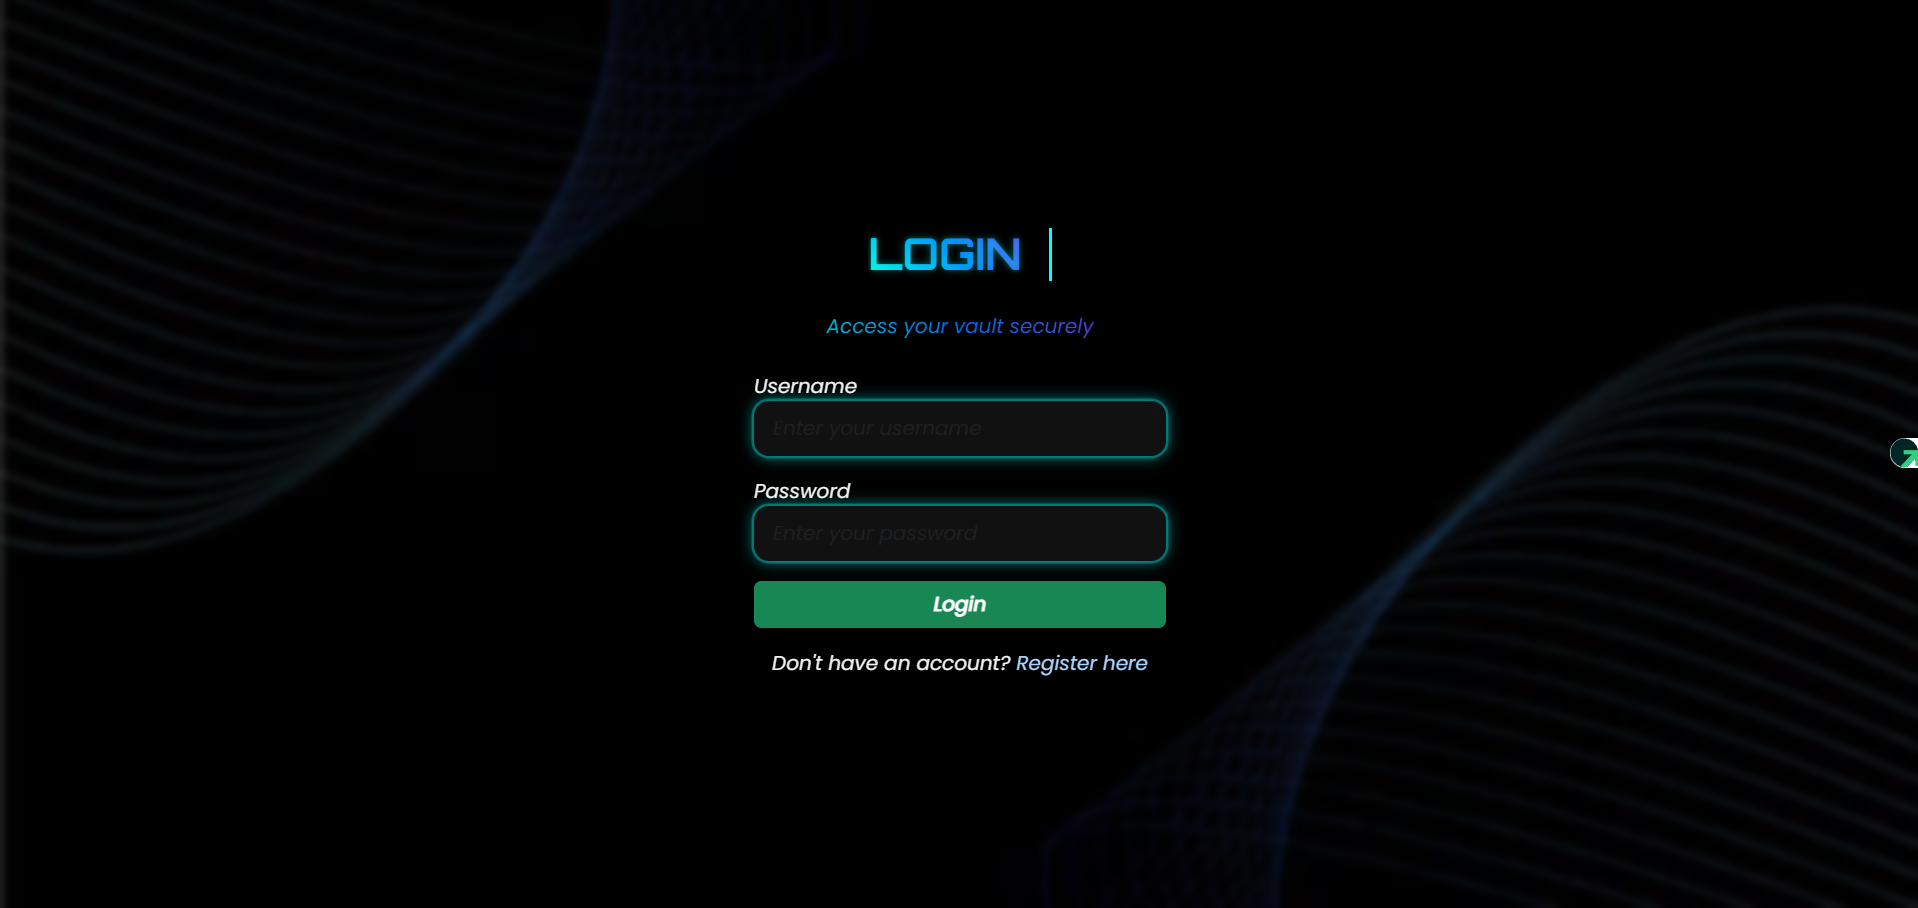 LOGIN
Access your vault securely
Username
Enter your username
Password
Enter your password
Login
Don't have an account? Register here